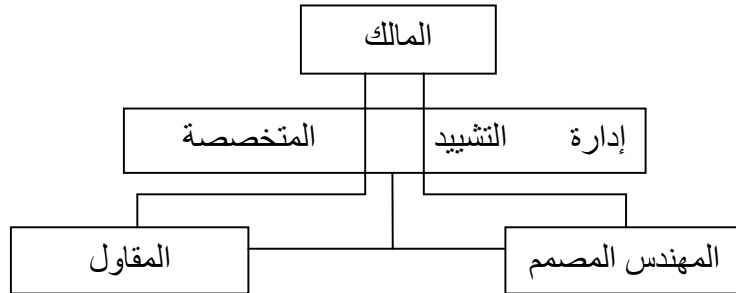 المالك
إدارة التشييد المتخصصة
المهندس المصمم
المقاول